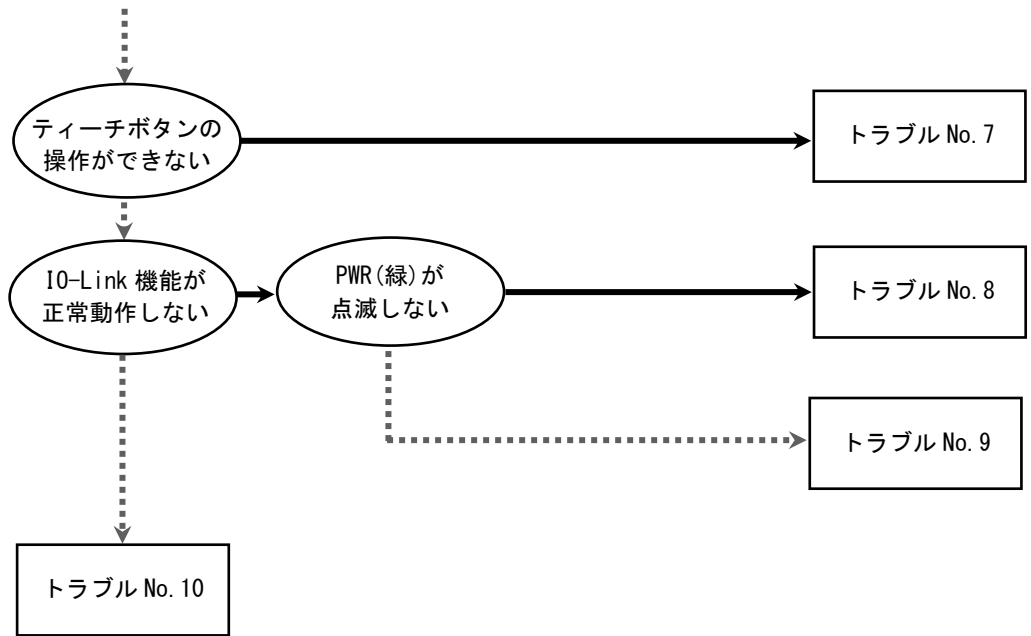 ティーチボタンの
操作ができない
トラブル No. 7
IO-Link 機能が
正常動作しない
PWR(緑)が
点滅しない
トラブル No. 8
トラブル No. 9
トラブル No. 10